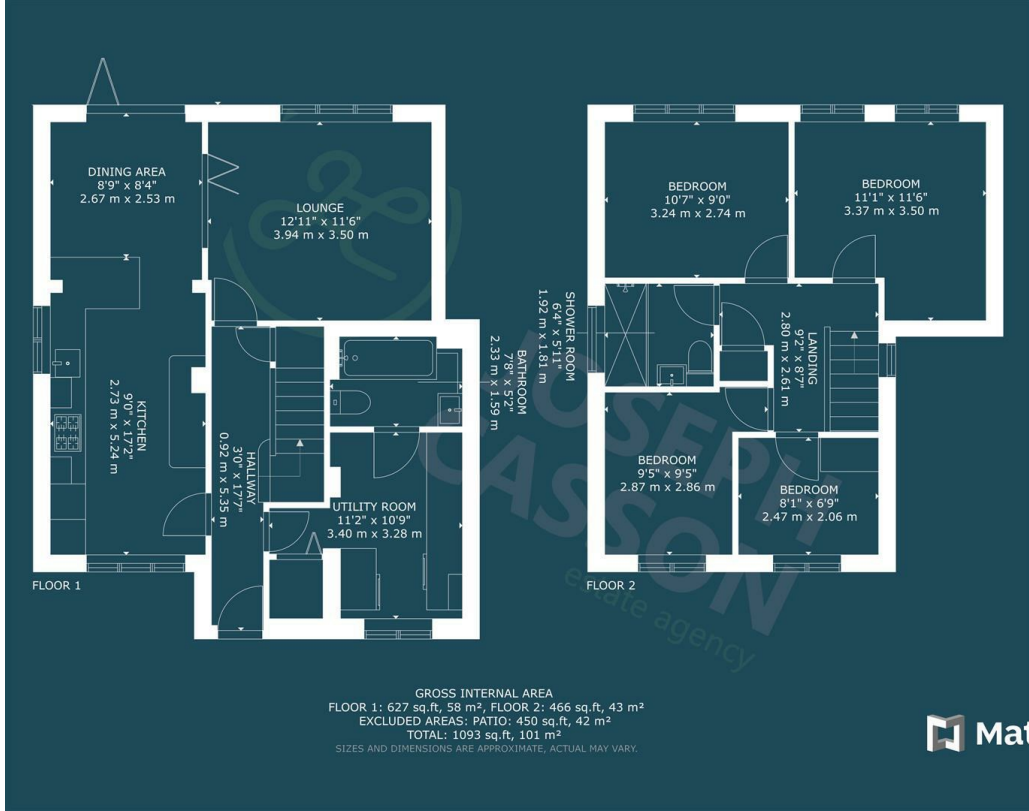 DINING AREA
8'9" x 8'4"
2.67 m x 2.53 m
LOUNGE
12'11" x 11'6"
3.94 m x 3.50 m
KITCHEN
9'0" x 17'2"
2.73 m x 5.24 m
HALLWAY
3'0" x 17'7"
0.92 m x 5.35 m
BATHROOM
7'8" x 5'2"
2.33 m x 1.59 m
UTILITY ROOM
11'2" x 10'9"
3.40 m x 3.28 m
FLOOR 1
BEDROOM
10'7" x 9'0"
3.24 m x 2.74 m
BEDROOM
11'1" x 11'6"
3.37 m x 3.50 m
SHOWER ROOM
6'4" x 5'11"
1.92 m x 1.81 m
LANDING
9'2" x 8'7"
2.80 m x 2.61 m
BEDROOM
9'5" x 9'5"
2.87 m x 2.86 m
BEDROOM
8'1" x 6'9"
2.47 m x 2.06 m
FLOOR 2
JOSEPH
CASSON
estate agency
GROSS INTERNAL AREA
FLOOR 1: 627 sq.ft, 58 m², FLOOR 2: 466 sq.ft, 43 m²
EXCLUDED AREAS: PATIO: 450 sq.ft, 42 m²
TOTAL: 1093 sq.ft, 101 m²
SIZES AND DIMENSIONS ARE APPROXIMATE, ACTUAL MAY VARY.
Mat